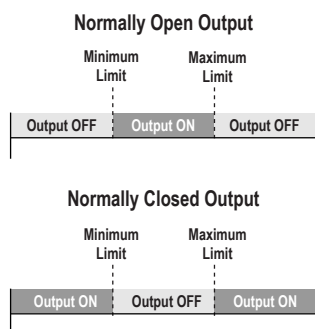 Normally Open Output
Minimum Limit
Maximum Limit
Output OFF Output ON Output OFF
Normally Closed Output
Minimum Limit
Maximum Limit
Output ON Output OFF Output ON